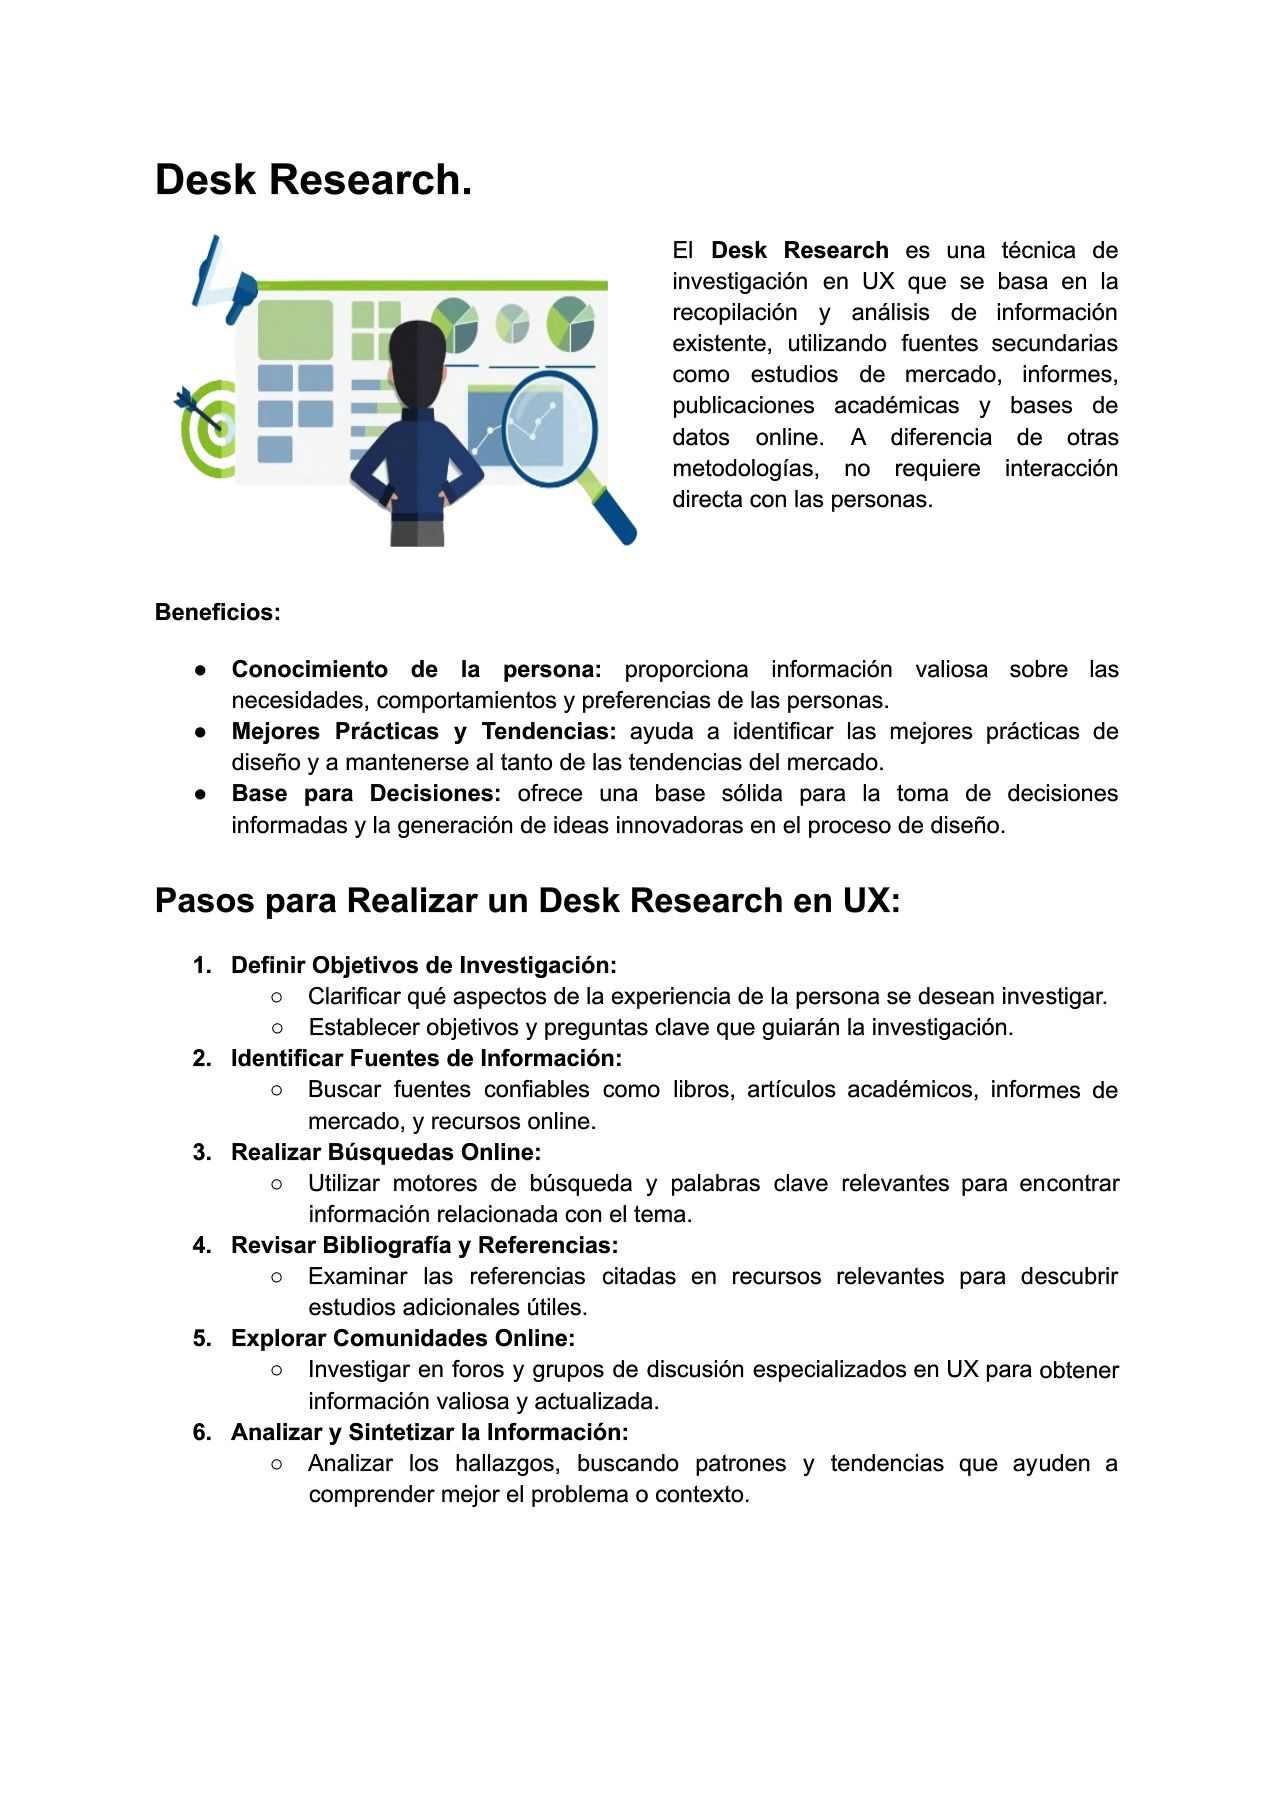 Desk Research.
El Desk Research es una técnica de
investigación en UX que se basa en la
recopilación y análisis de información
existente, utilizando fuentes secundarias
como estudios de mercado, informes,
publicaciones académicas y bases de
datos online. A diferencia de otras
metodologías, no requiere interacción
directa con las personas.
Beneficios:
● Conocimiento de la persona: proporciona información valiosa sobre las
necesidades, comportamientos y preferencias de las personas.
● Mejores Prácticas y Tendencias: ayuda a identificar las mejores prácticas de
diseño y a mantenerse al tanto de las tendencias del mercado.
● Base para Decisiones: ofrece una base sólida para la toma de decisiones
informadas y la generación de ideas innovadoras en el proceso de diseño.
Pasos para Realizar un Desk Research en UX:
1. Definir Objetivos de Investigación:
○ Clarificar qué aspectos de la experiencia de la persona se desean investigar.
○ Establecer objetivos y preguntas clave que guiarán la investigación.
2. Identificar Fuentes de Información:
○ Buscar fuentes confiables como libros, artículos académicos, informes de
mercado, y recursos online.
3. Realizar Búsquedas Online:
○ Utilizar motores de búsqueda y palabras clave relevantes para encontrar
información relacionada con el tema.
4. Revisar Bibliografía y Referencias:
○ Examinar las referencias citadas en recursos relevantes para descubrir
estudios adicionales útiles.
5. Explorar Comunidades Online:
○ Investigar en foros y grupos de discusión especializados en UX para obtener
información valiosa y actualizada.
6. Analizar y Sintetizar la Información:
○ Analizar los hallazgos, buscando patrones y tendencias que ayuden a
comprender mejor el problema o contexto.